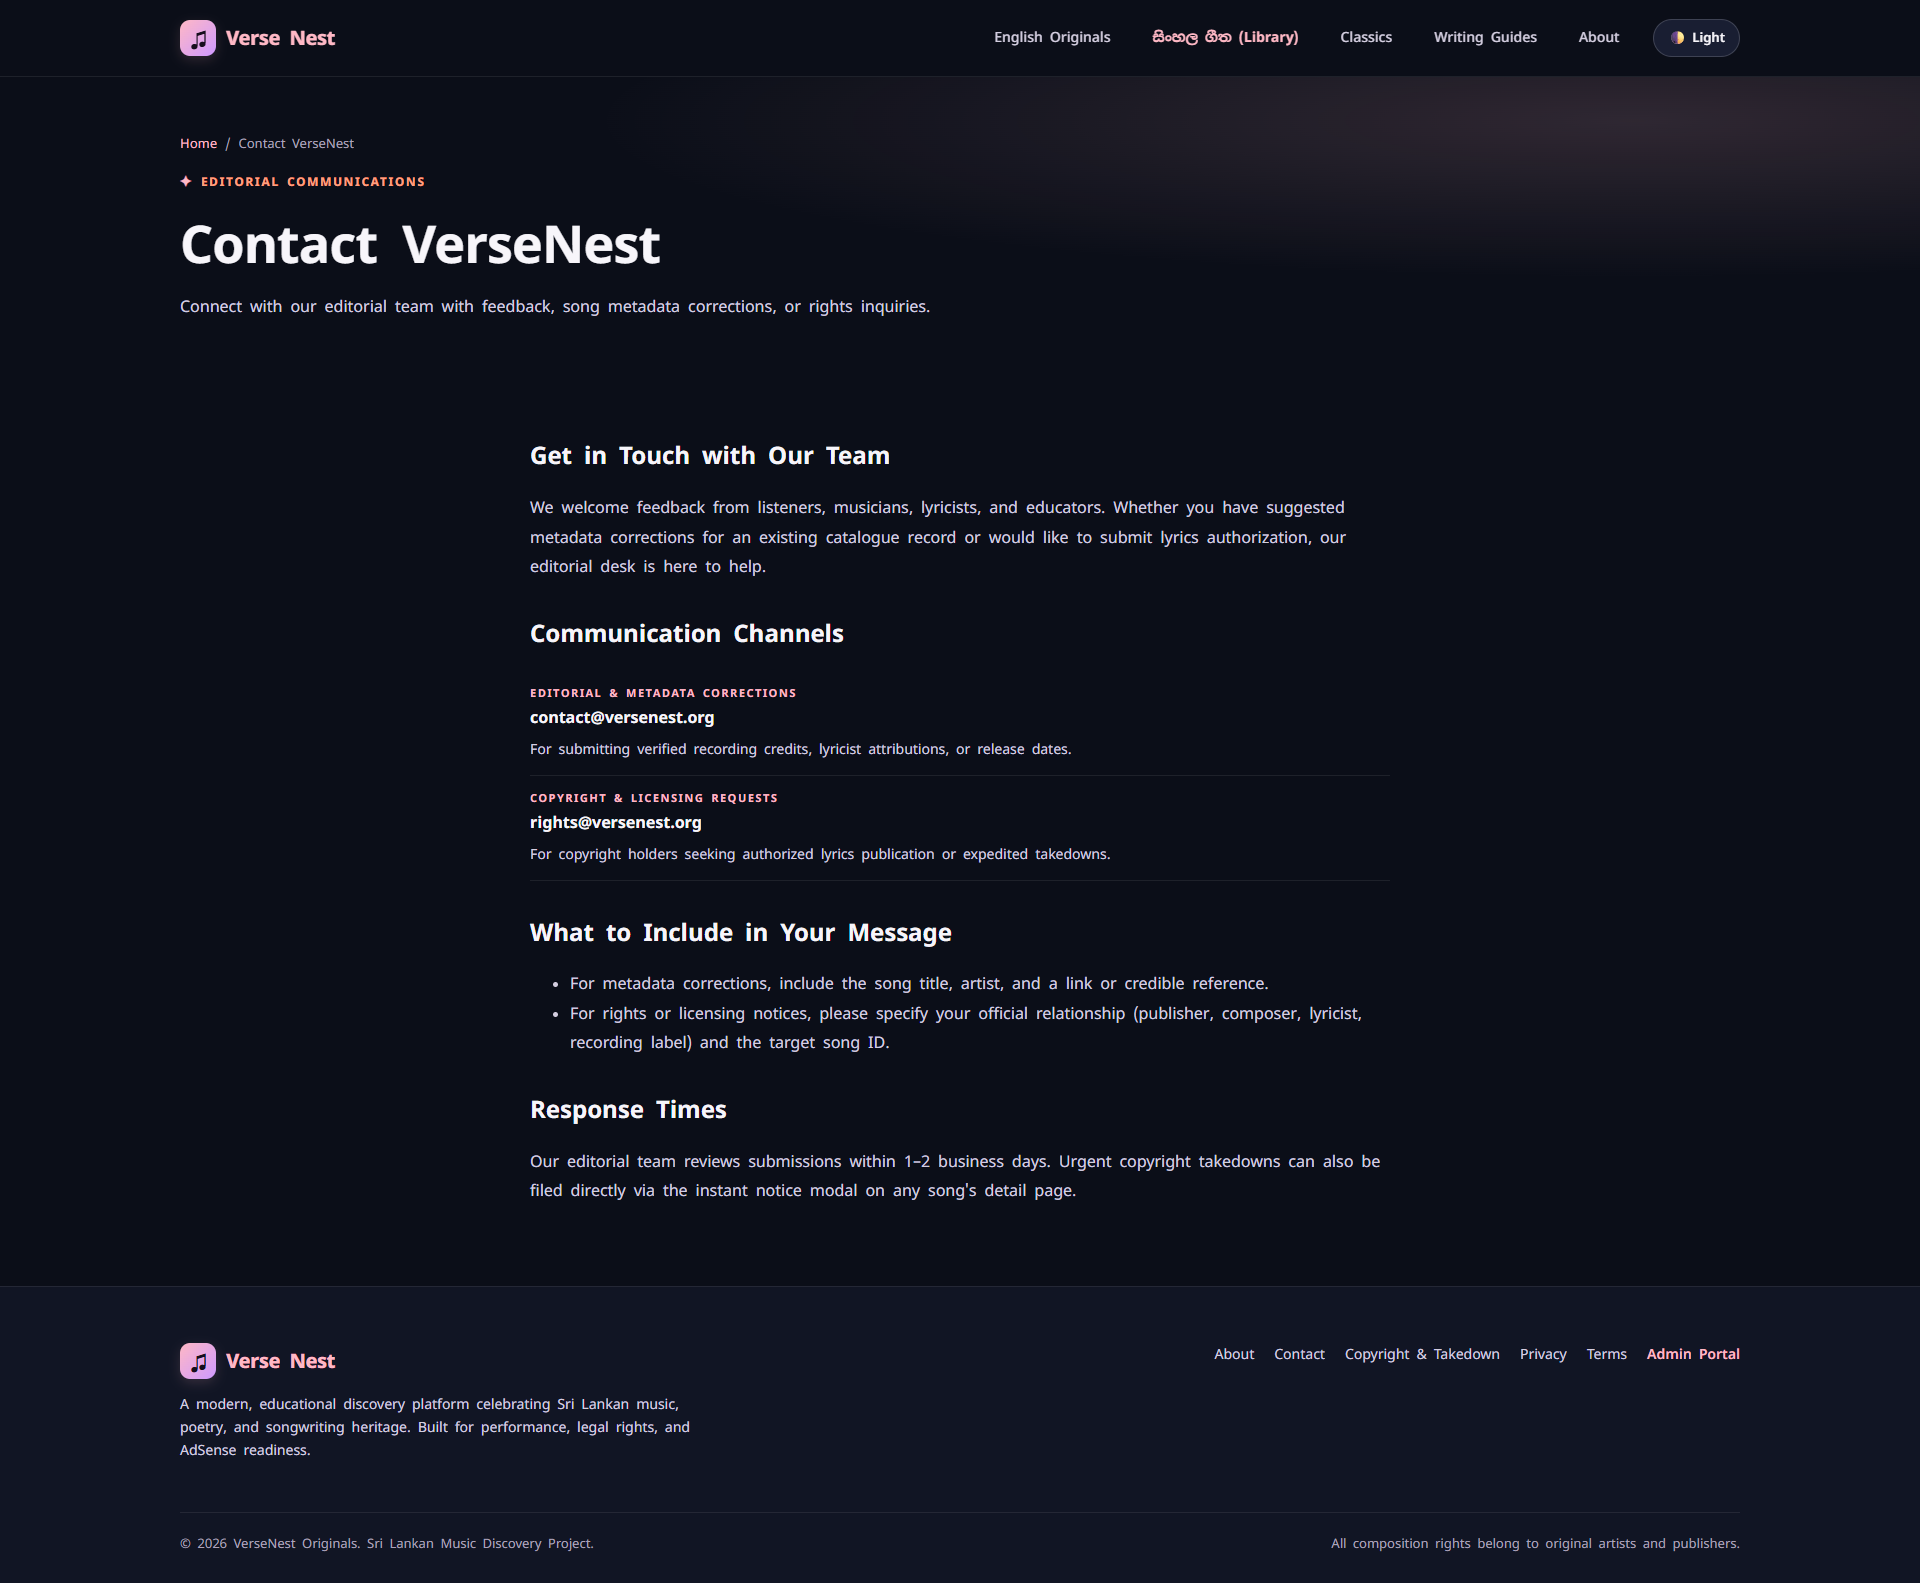 Verse Nest
English Originals
සිංහල ගීත (Library)
Classics
Writing Guides
About
Light
Home / Contact VerseNest
✦ EDITORIAL COMMUNICATIONS
Contact VerseNest
Connect with our editorial team with feedback, song metadata corrections, or rights inquiries.
Get in Touch with Our Team
We welcome feedback from listeners, musicians, lyricists, and educators. Whether you have suggested
metadata corrections for an existing catalogue record or would like to submit lyrics authorization, our
editorial desk is here to help.
Communication Channels
EDITORIAL & METADATA CORRECTIONS
contact@versenest.org
For submitting verified recording credits, lyricist attributions, or release dates.
COPYRIGHT & LICENSING REQUESTS
rights@versenest.org
For copyright holders seeking authorized lyrics publication or expedited takedowns.
What to Include in Your Message
• For metadata corrections, include the song title, artist, and a link or credible reference.
• For rights or licensing notices, please specify your official relationship (publisher, composer, lyricist,
recording label) and the target song ID.
Response Times
Our editorial team reviews submissions within 1–2 business days. Urgent copyright takedowns can also be
filed directly via the instant notice modal on any song's detail page.
Verse Nest
A modern, educational discovery platform celebrating Sri Lankan music,
poetry, and songwriting heritage. Built for performance, legal rights, and
AdSense readiness.
About
Contact
Copyright & Takedown
Privacy
Terms
Admin Portal
© 2026 VerseNest Originals. Sri Lankan Music Discovery Project.
All composition rights belong to original artists and publishers.